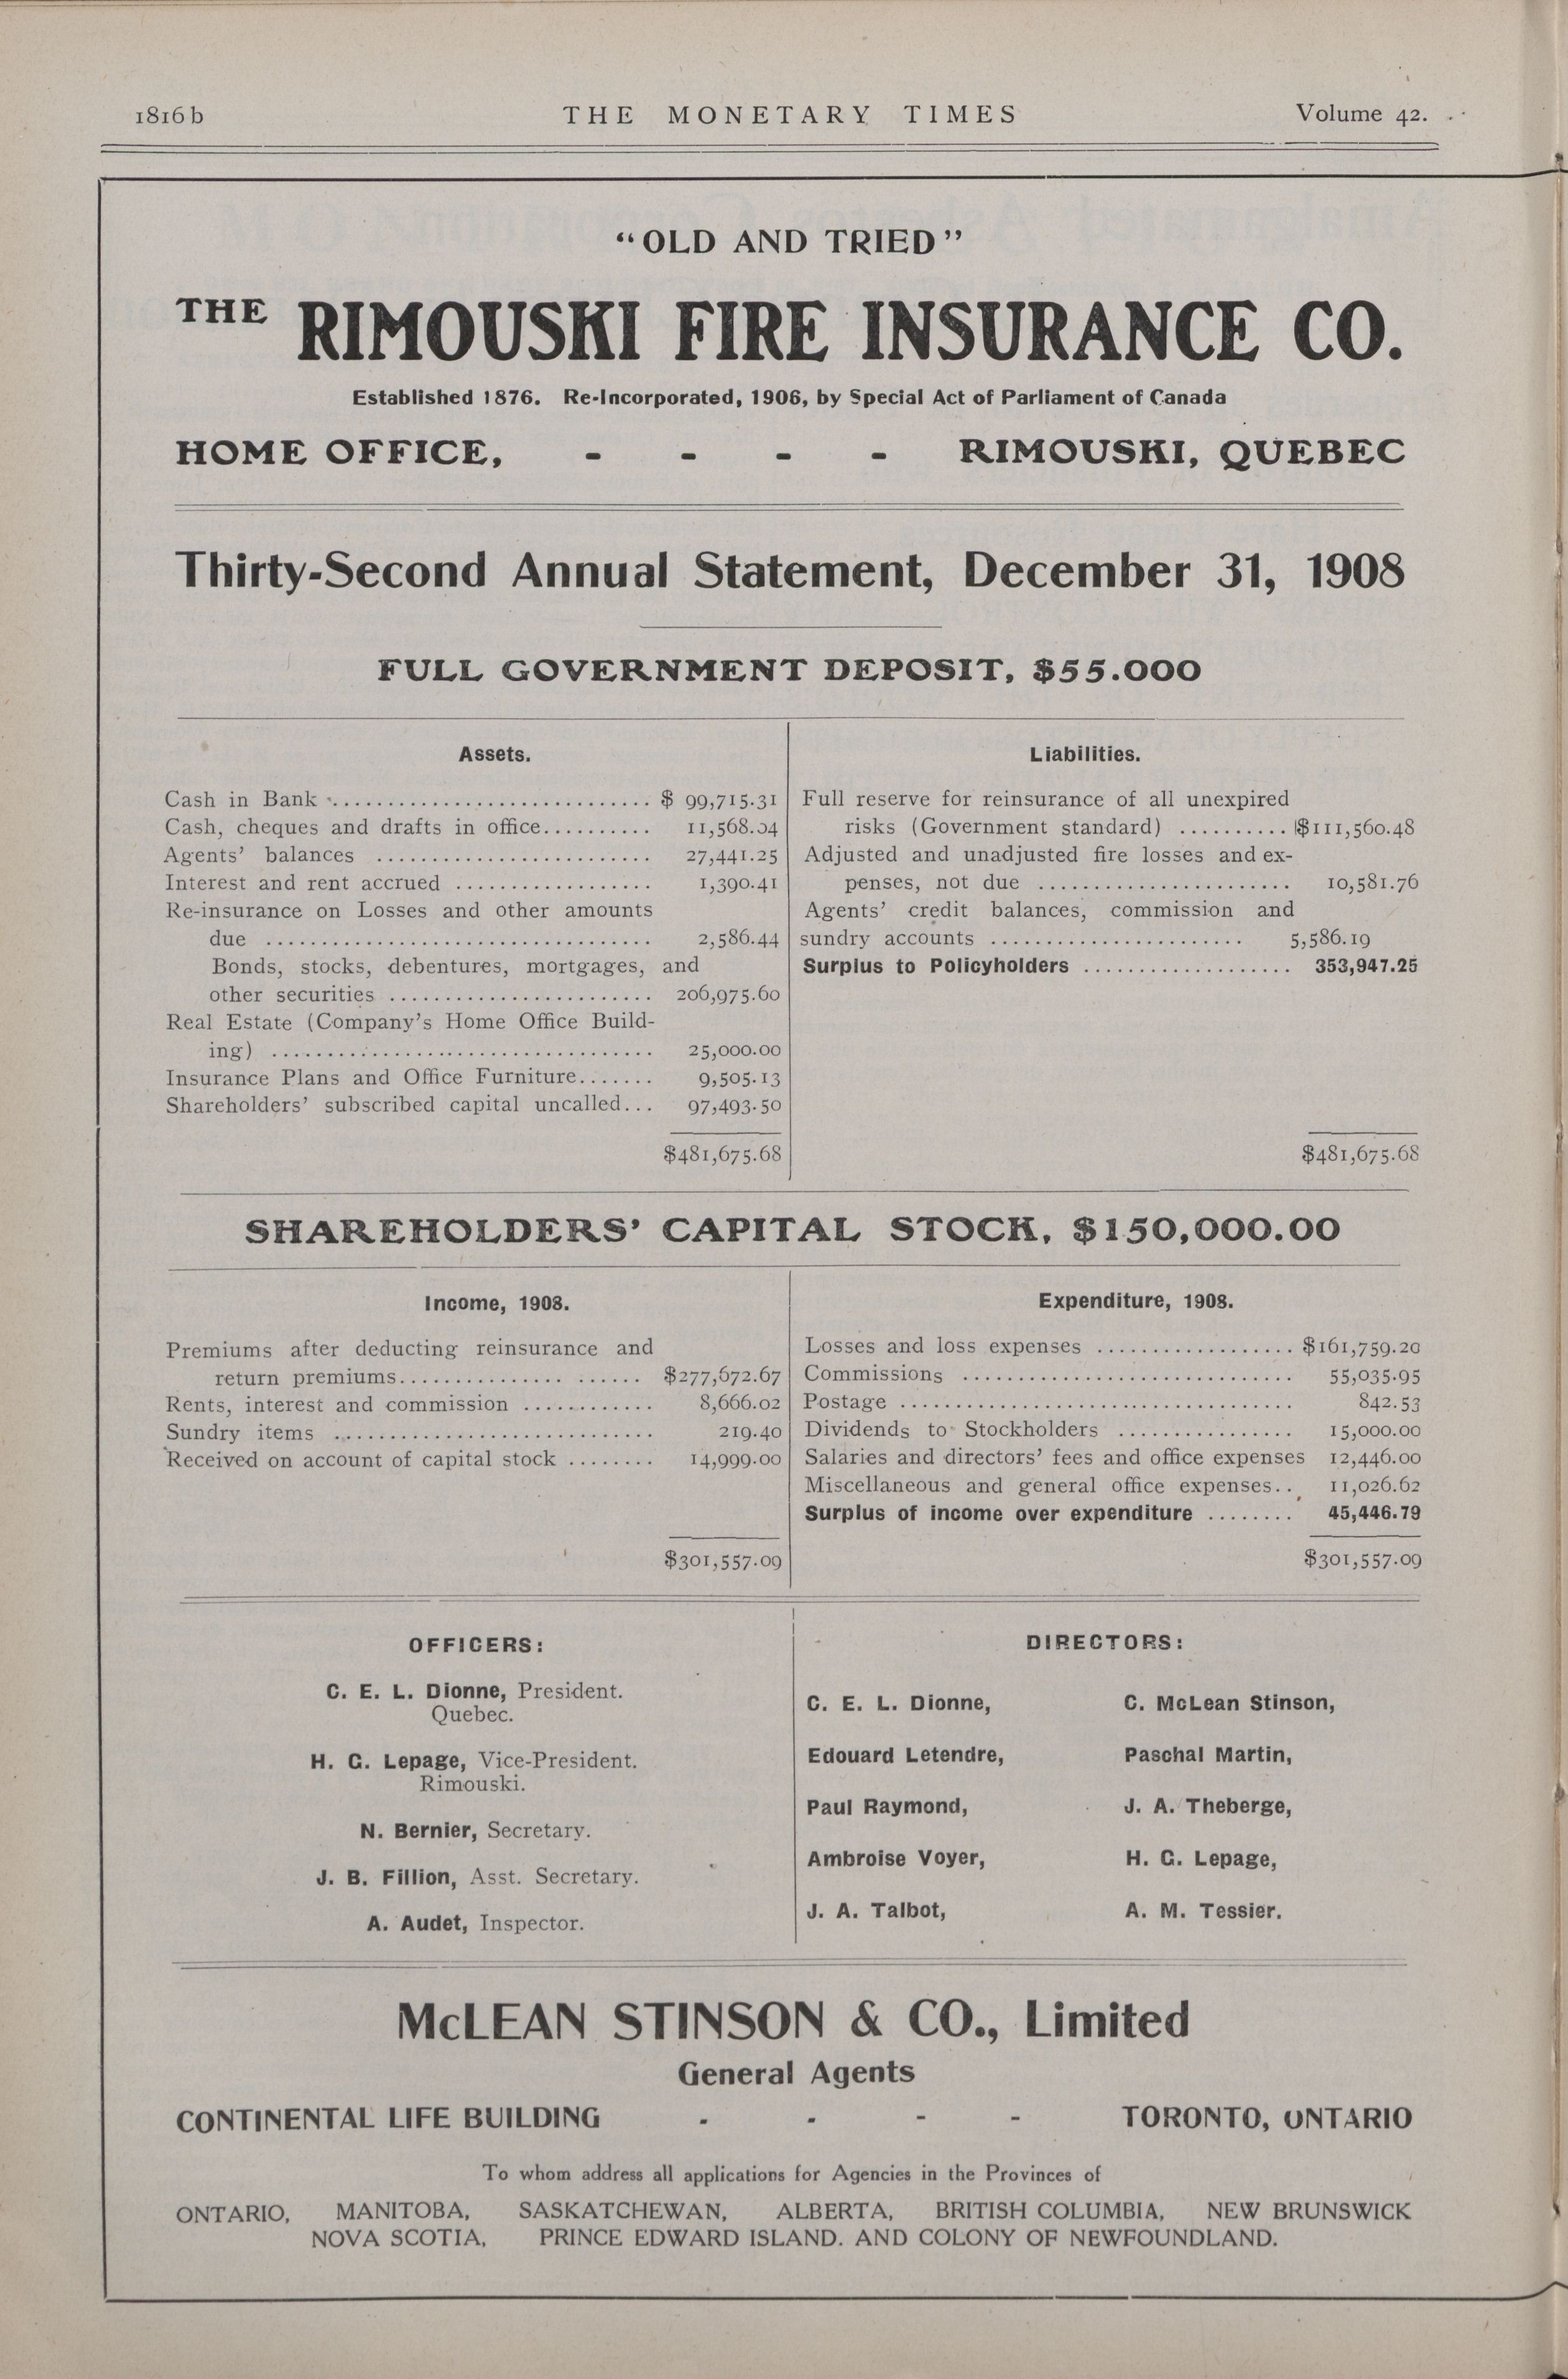 1816b THE MONETARY TIMES Volume 42.
"OLD AND TRIED"
THE RIMOUSKI FIRE INSURANCE CO.
Established 1876. Re-Incorporated, 1906, by Special Act of Parliament of Canada
HOME OFFICE, - - - - RIMOUSKI, QUEBEC
Thirty-Second Annual Statement, December 31, 1908
FULL GOVERNMENT DEPOSIT, $55.000
Assets.
Cash in Bank .............................. $ 99,715.31
Cash, cheques and drafts in office.......... 11,568.04
Agents' balances ......................... 27,441.25
Interest and rent accrued .................. 1,390.41
Re-insurance on Losses and other amounts
due ................................... 2,586.44
Bonds, stocks, debentures, mortgages, and
other securities ........................ 206,975.60
Real Estate (Company's Home Office Build-
ing) ................................... 25,000.00
Insurance Plans and Office Furniture....... 9,505.13
Shareholders' subscribed capital uncalled... 97,493.50
$481,675.68
Liabilities.
Full reserve for reinsurance of all unexpired
risks (Government standard) .......... $111,560.48
Adjusted and unadjusted fire losses and ex-
penses, not due ....................... 10,581.76
Agents' credit balances, commission and
sundry accounts ....................... 5,586.19
Surplus to Policyholders ................... 353,947.25
$481,675.68
SHAREHOLDERS' CAPITAL STOCK, $150,000.00
Income, 1908.
Premiums after deducting reinsurance and
return premiums............... ...... $277,672.67
Rents, interest and commission ............ 8,666.02
Sundry items ............................. 219.40
Received on account of capital stock ........ 14,999.00
$301,557.09
Expenditure, 1908.
Losses and loss expenses .................. $161,759.20
Commissions .............................. 55,035.95
Postage .................................... 842.53
Dividends to Stockholders ................ 15,000.00
Salaries and directors' fees and office expenses 12,446.00
Miscellaneous and general office expenses.. 11,026.62
Surplus of income over expenditure ........ 45,446.79
$301,557.09
OFFICERS:
C. E. L. Dionne, President.
Quebec.
H. G. Lepage, Vice-President.
Rimouski.
N. Bernier, Secretary.
J. B. Fillion, Asst. Secretary.
A. Audet, Inspector.
DIRECTORS:
C. E. L. Dionne, C. McLean Stinson,
Edouard Letendre, Paschal Martin,
Paul Raymond, J. A. Theberge,
Ambroise Voyer, H. G. Lepage,
J. A. Talbot, A. M. Tessier.
McLEAN STINSON & CO., Limited
General Agents
CONTINENTAL LIFE BUILDING - - - - TORONTO, ONTARIO
To whom address all applications for Agencies in the Provinces of
ONTARIO, MANITOBA, SASKATCHEWAN, ALBERTA, BRITISH COLUMBIA, NEW BRUNSWICK
NOVA SCOTIA, PRINCE EDWARD ISLAND. AND COLONY OF NEWFOUNDLAND.